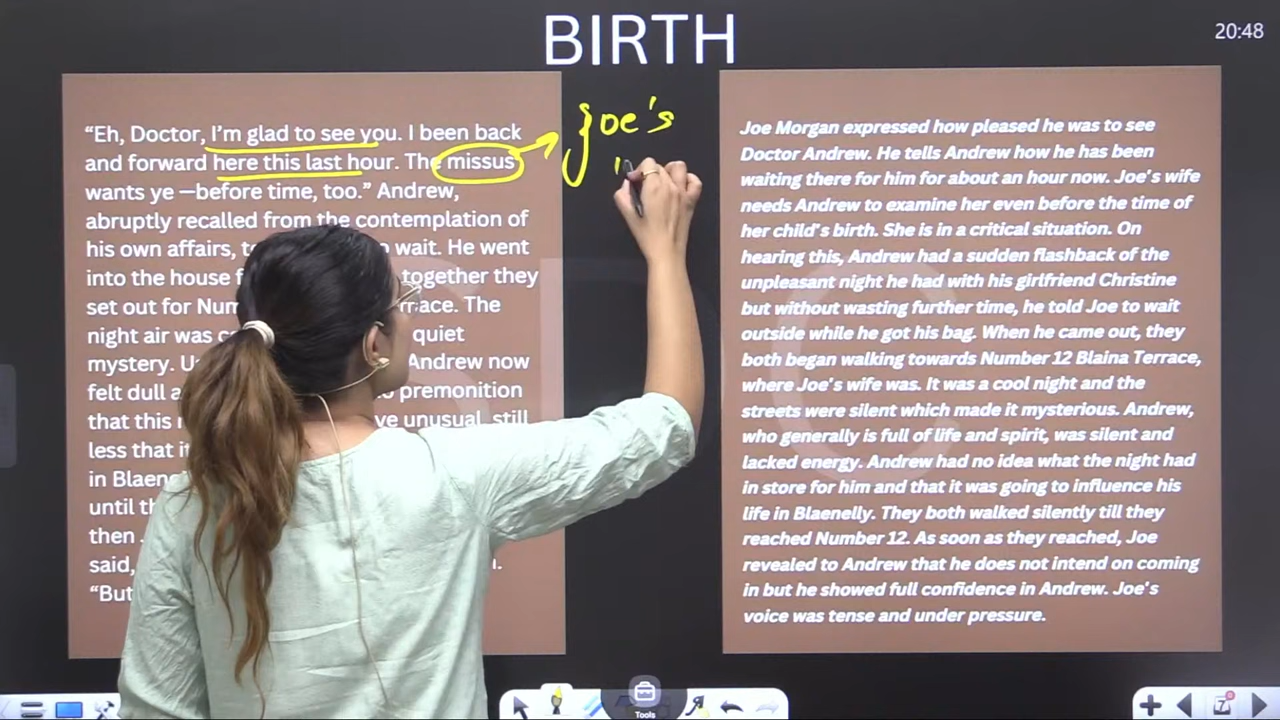 BIRTH
20:48
“Eh, Doctor, I’m glad to see you. I been back
and forward here this last hour. The missus
wants ye —before time, too.” Andrew,
abruptly recalled from the contemplation of
his own affairs, wait. He went
into the house together they
set out for The
night air was quiet
mystery. Andrew now
felt dull premonition
that this unusual, still
less that
in
until
then
said,
“But
Joe's
Joe Morgan expressed how pleased he was to see
Doctor Andrew. He tells Andrew how he has been
waiting there for him for about an hour now. Joe’s wife
needs Andrew to examine her even before the time of
her child’s birth. She is in a critical situation. On
hearing this, Andrew had a sudden flashback of the
unpleasant night he had with his girlfriend Christine
but without wasting further time, he told Joe to wait
outside while he got his bag. When he came out, they
both began walking towards Number 12 Blaina Terrace,
where Joe’s wife was. It was a cool night and the
streets were silent which made it mysterious. Andrew,
who generally is full of life and spirit, was silent and
lacked energy. Andrew had no idea what the night had
in store for him and that it was going to influence his
life in Blaenelly. They both walked silently till they
reached Number 12. As soon as they reached, Joe
revealed to Andrew that he does not intend on coming
in but he showed full confidence in Andrew. Joe’s
voice was tense and under pressure.
Tools